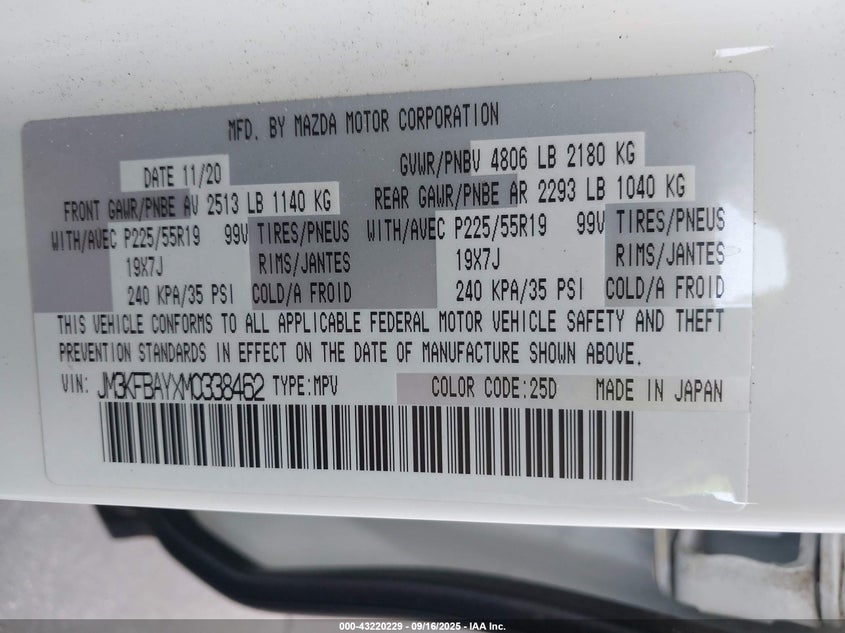 MFD. BY MAZDA MOTOR CORPORATION
DATE 11/20 GVWR/PNBV 4806 LB 2180 KG
FRONT GAWR/PNBE AV 2513 LB 1140 KG REAR GAWR/PNBE AR 2293 LB 1040 KG
WITH/AVEC P225/55R19 99V TIRES/PNEUS WITH/AVEC P225/55R19 99V TIRES/PNEUS
19X7J RIMS/JANTES 19X7J RIMS/JANTES
240 KPA/35 PSI COLD/A FROID 240 KPA/35 PSI COLD/A FROID
THIS VEHICLE CONFORMS TO ALL APPLICABLE FEDERAL MOTOR VEHICLE SAFETY AND THEFT
PREVENTION STANDARDS IN EFFECT ON THE DATE OF MANUFACTURE SHOWN ABOVE.
VIN: JM3KFBAYXM0338462 TYPE:MPV COLOR CODE:25D MADE IN JAPAN
000-43220229 - 09/16/2025 - IAA Inc.